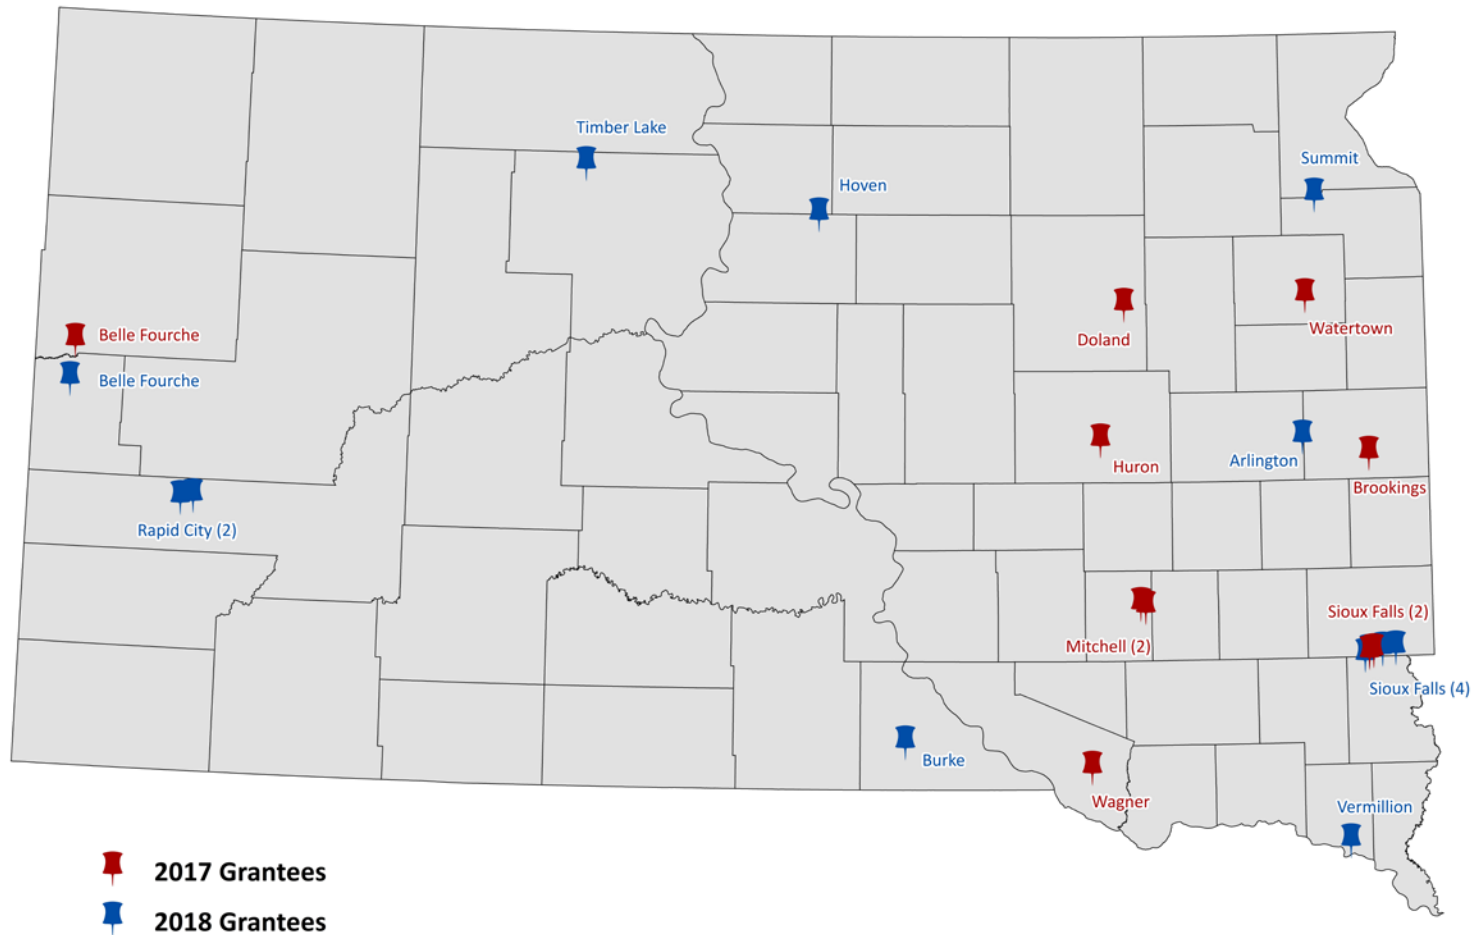 Timber Lake
Summit
Hoven
Belle Fourche
Doland
Watertown
Belle Fourche
Huron
Arlington
Brookings
Rapid City (2)
Sioux Falls (2)
Mitchell (2)
Sioux Falls (4)
Burke
Wagner
Vermillion
2017 Grantees
2018 Grantees